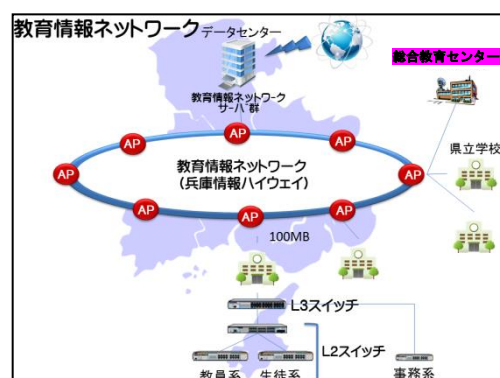 教育情報ネットワーク
データセンター
総合教育センター
教育情報ネットワーク
サーバ群
AP
AP
AP
AP
AP
AP
AP
AP
教育情報ネットワーク
(兵庫情報ハイウェイ)
県立学校
100MB
L3スイッチ
L2スイッチ
教員系
生徒系
事務系